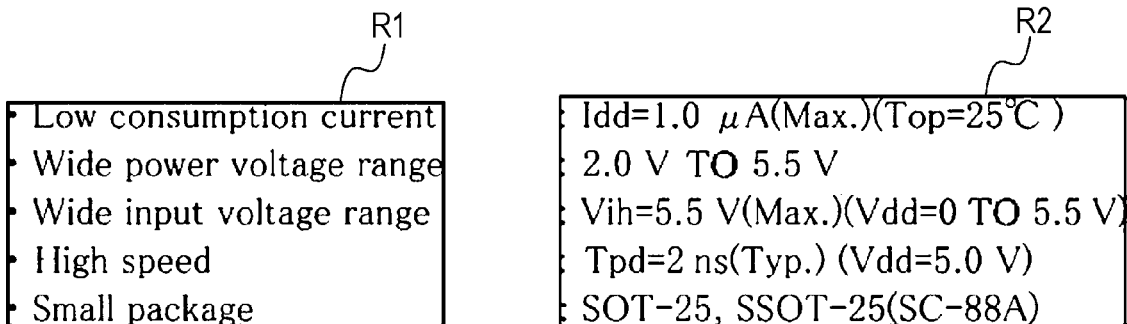 R1 R2
• Low consumption current : Idd=1.0 μA(Max.)(Top=25℃ )
• Wide power voltage range : 2.0 V TO 5.5 V
• Wide input voltage range : Vih=5.5 V(Max.)(Vdd=0 TO 5.5 V)
• High speed : Tpd=2 ns(Typ.) (Vdd=5.0 V)
• Small package : SOT-25, SSOT-25(SC-88A)